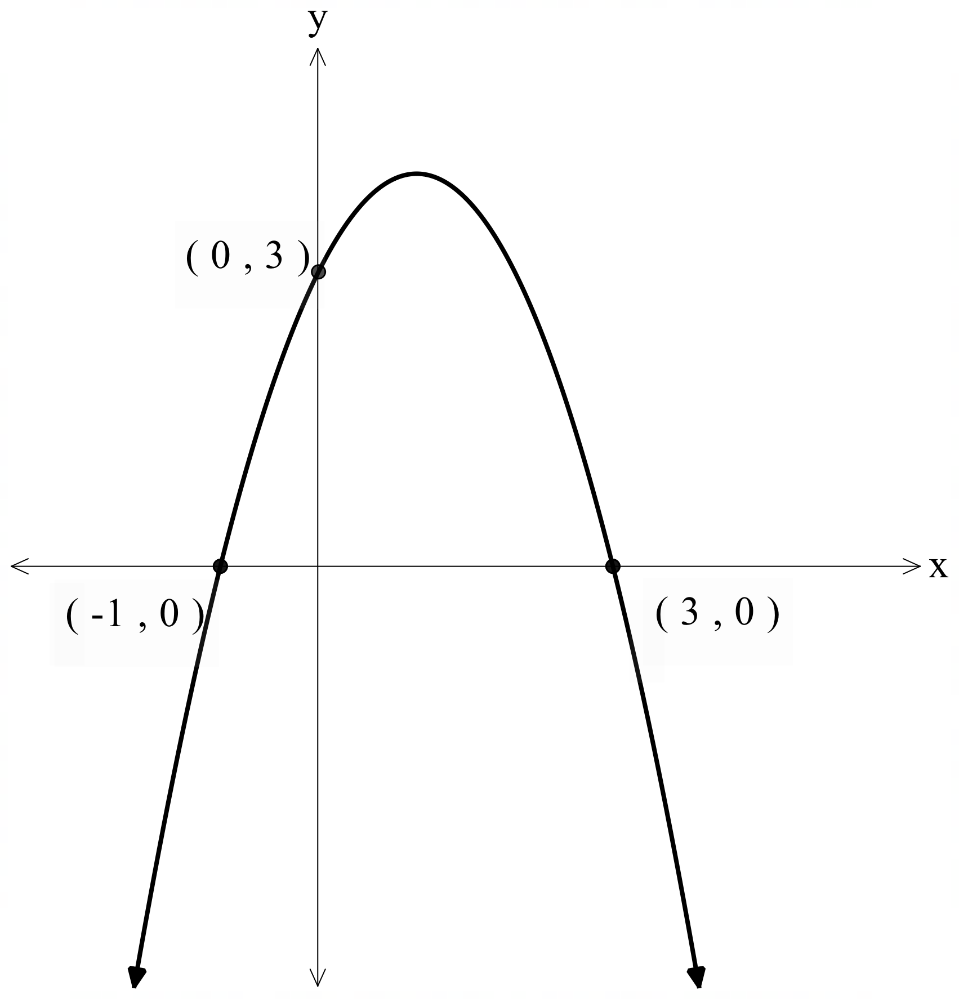 y
( 0 , 3 )
x
( -1 , 0 )
( 3 , 0 )